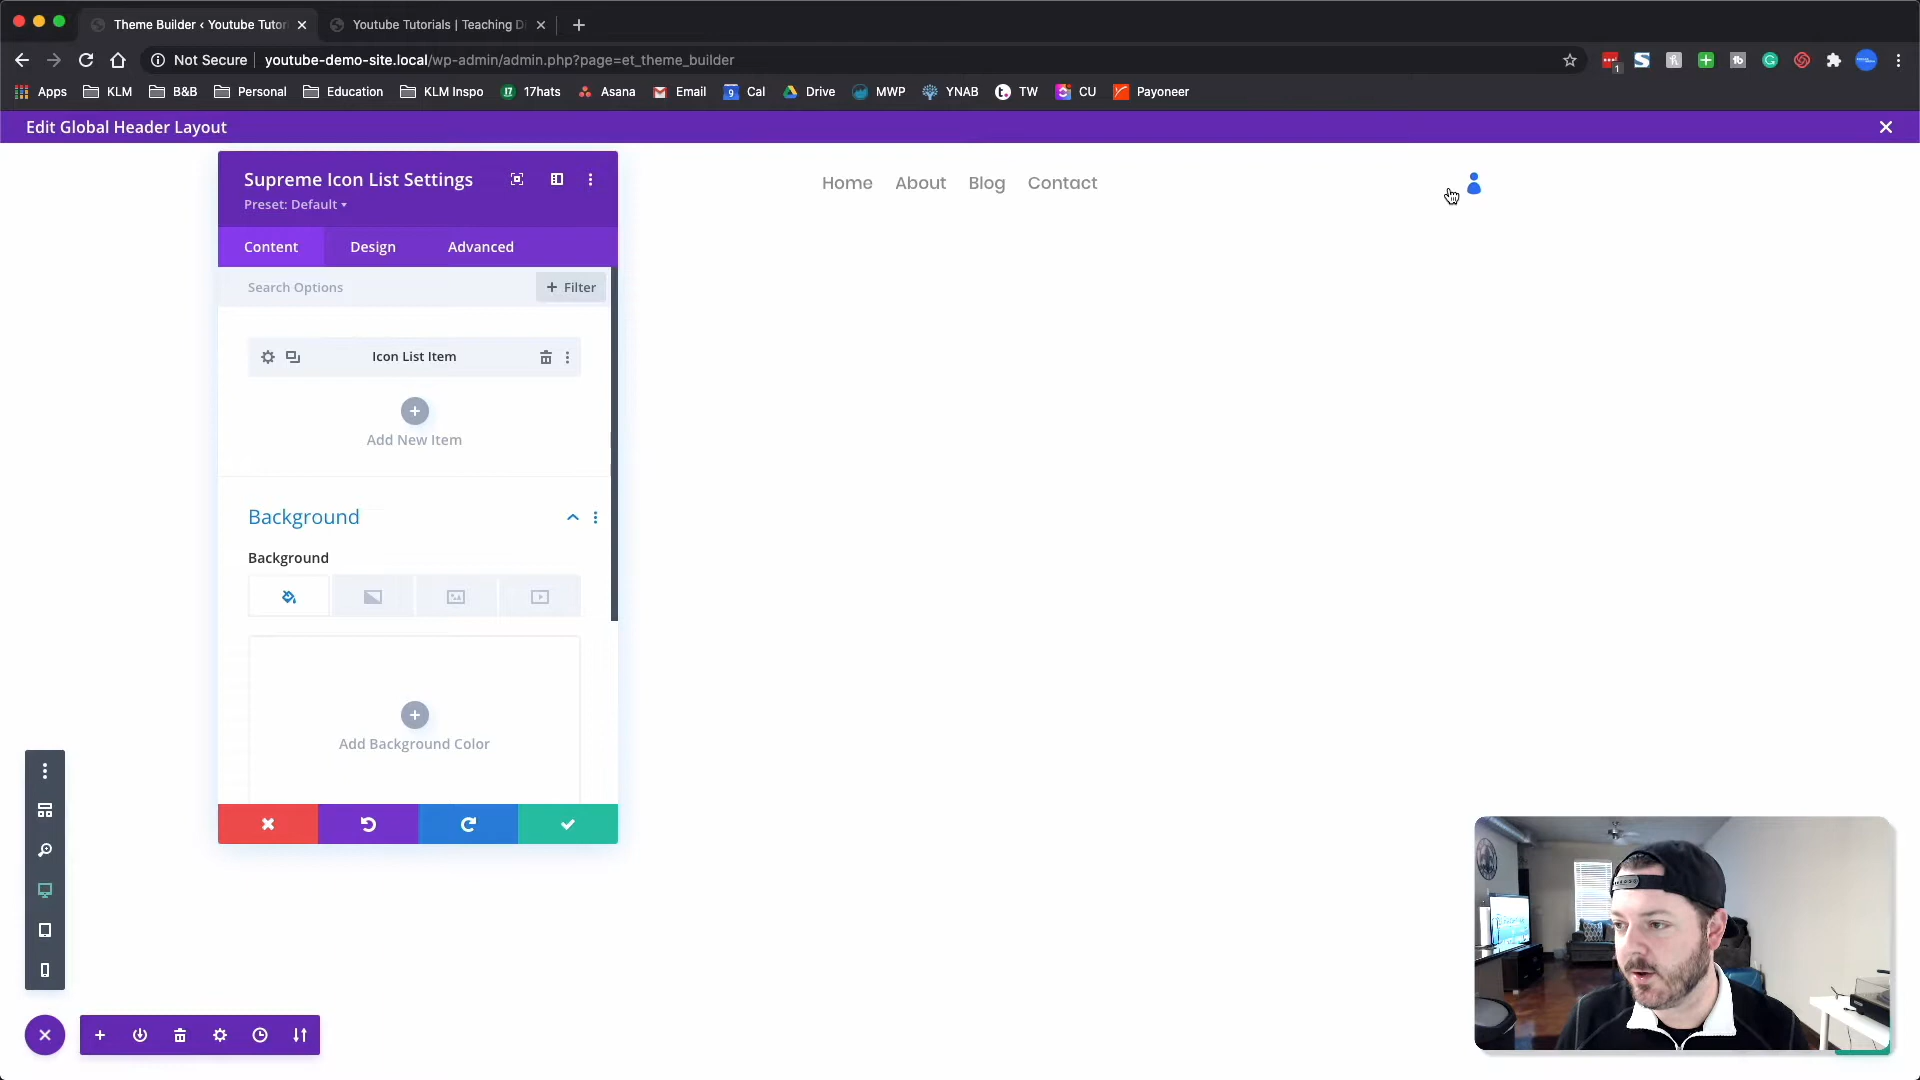 Theme Builder ‹ Youtube Tutor
Youtube Tutorials | Teaching D
Not Secure
youtube-demo-site.local/wp-admin/admin.php?page=et_theme_builder
1
Apps
KLM
B&B
Personal
Education
KLM Inspo
17hats
Asana
Email
Cal
Drive
MWP
YNAB
TW
CU
Payoneer
Edit Global Header Layout
Supreme Icon List Settings
Preset: Default
Content
Design
Advanced
Search Options
+ Filter
Icon List Item
Add New Item
Background
Background
Add Background Color
Home
About
Blog
Contact